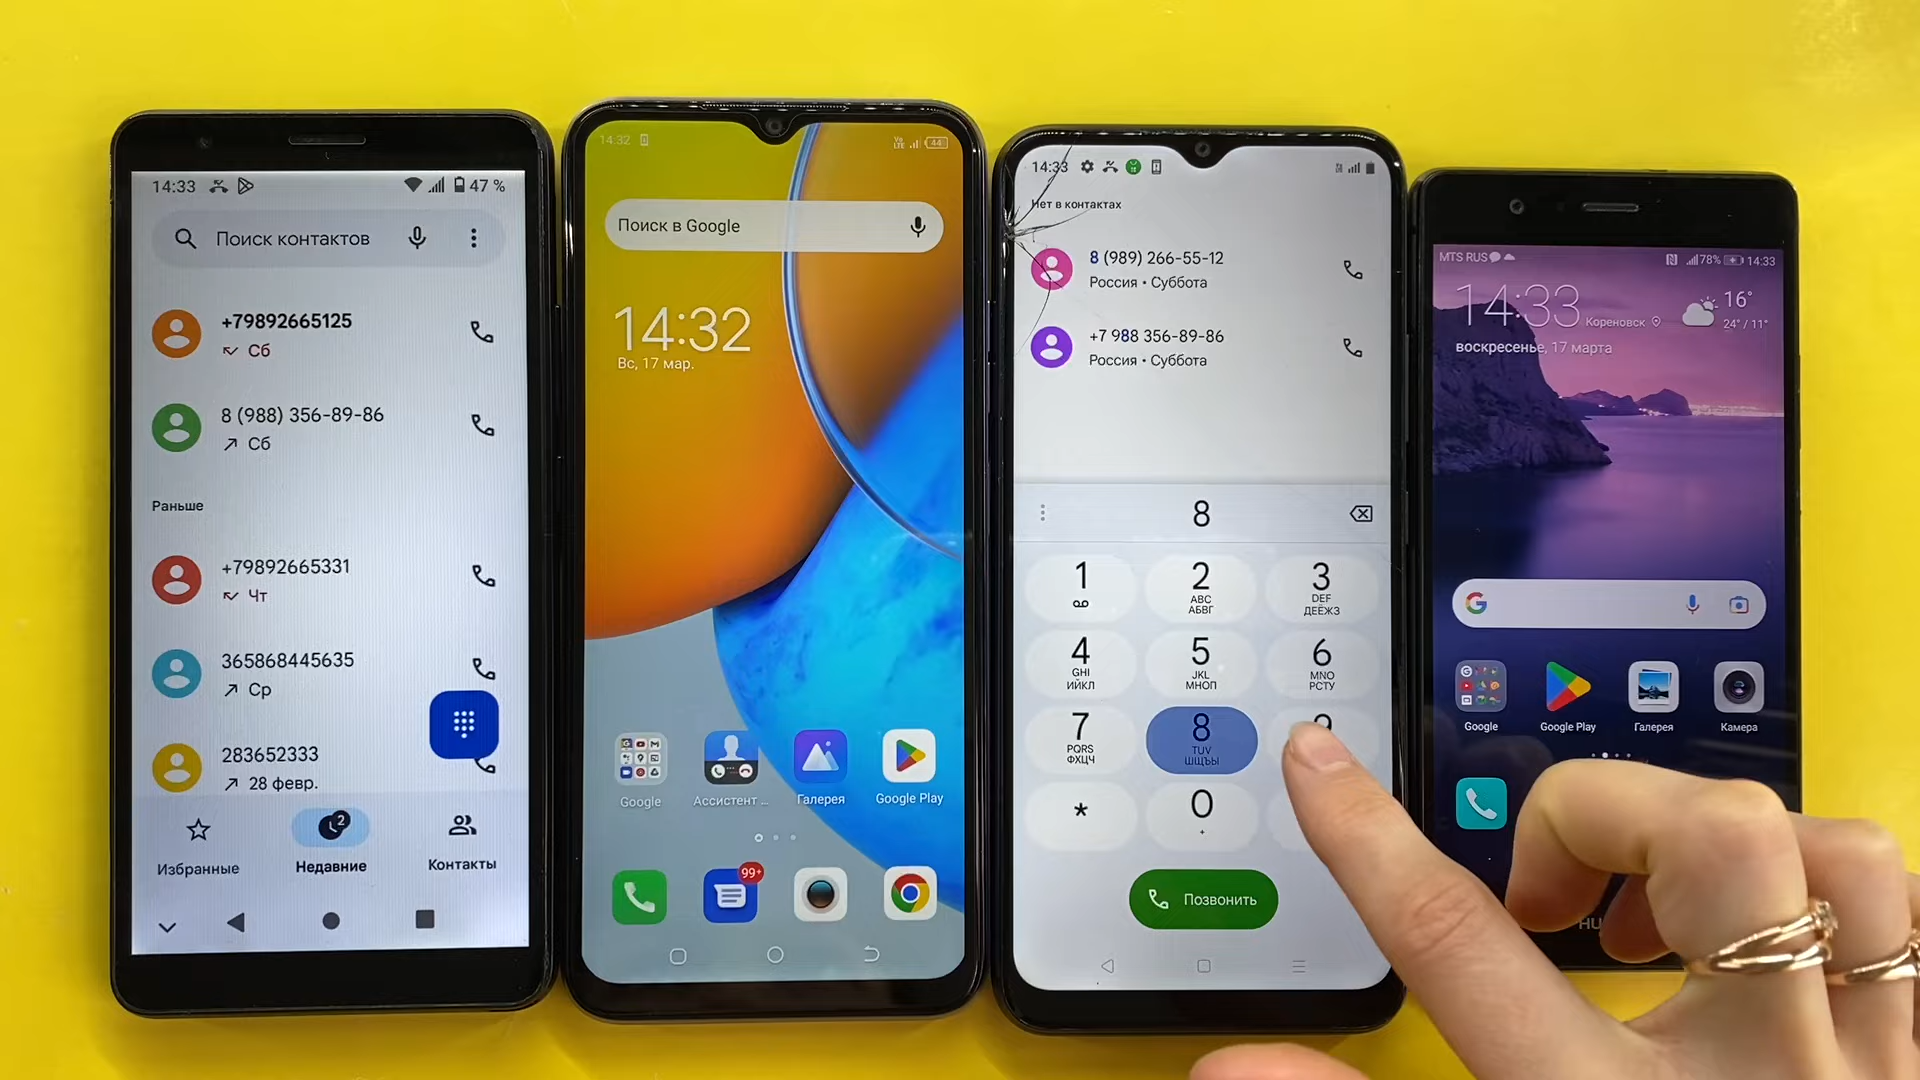 14:33
47 %
Поиск контактов
+79892665125
Сб
8 (988) 356-89-86
Сб
Раньше
+79892665331
Чт
365868445635
Ср
283652333
28 февр.
2
Избранные
Недавние
Контакты
14:32
44
Поиск в Google
14:32
Вс, 17 мар.
Google
Ассистент ...
Галерея
Google Play
99+
14:33
Нет в контактах
8 (989) 266-55-12
Россия • Суббота
+7 988 356-89-86
Россия • Суббота
8
1
2
ABC
АБВГ
3
DEF
ДЕЁЖЗ
4
GHI
ИЙКЛ
5
JKL
МНОП
6
MNO
РСТУ
7
PQRS
ФХЦЧ
8
TUV
ШЩЪЫ
9
*
0
+
Позвонить
MTS RUS
78%
14:33
14:33
Кореновск
16°
24° / 11°
воскресенье, 17 марта
Google
Google Play
Галерея
Камера
HU